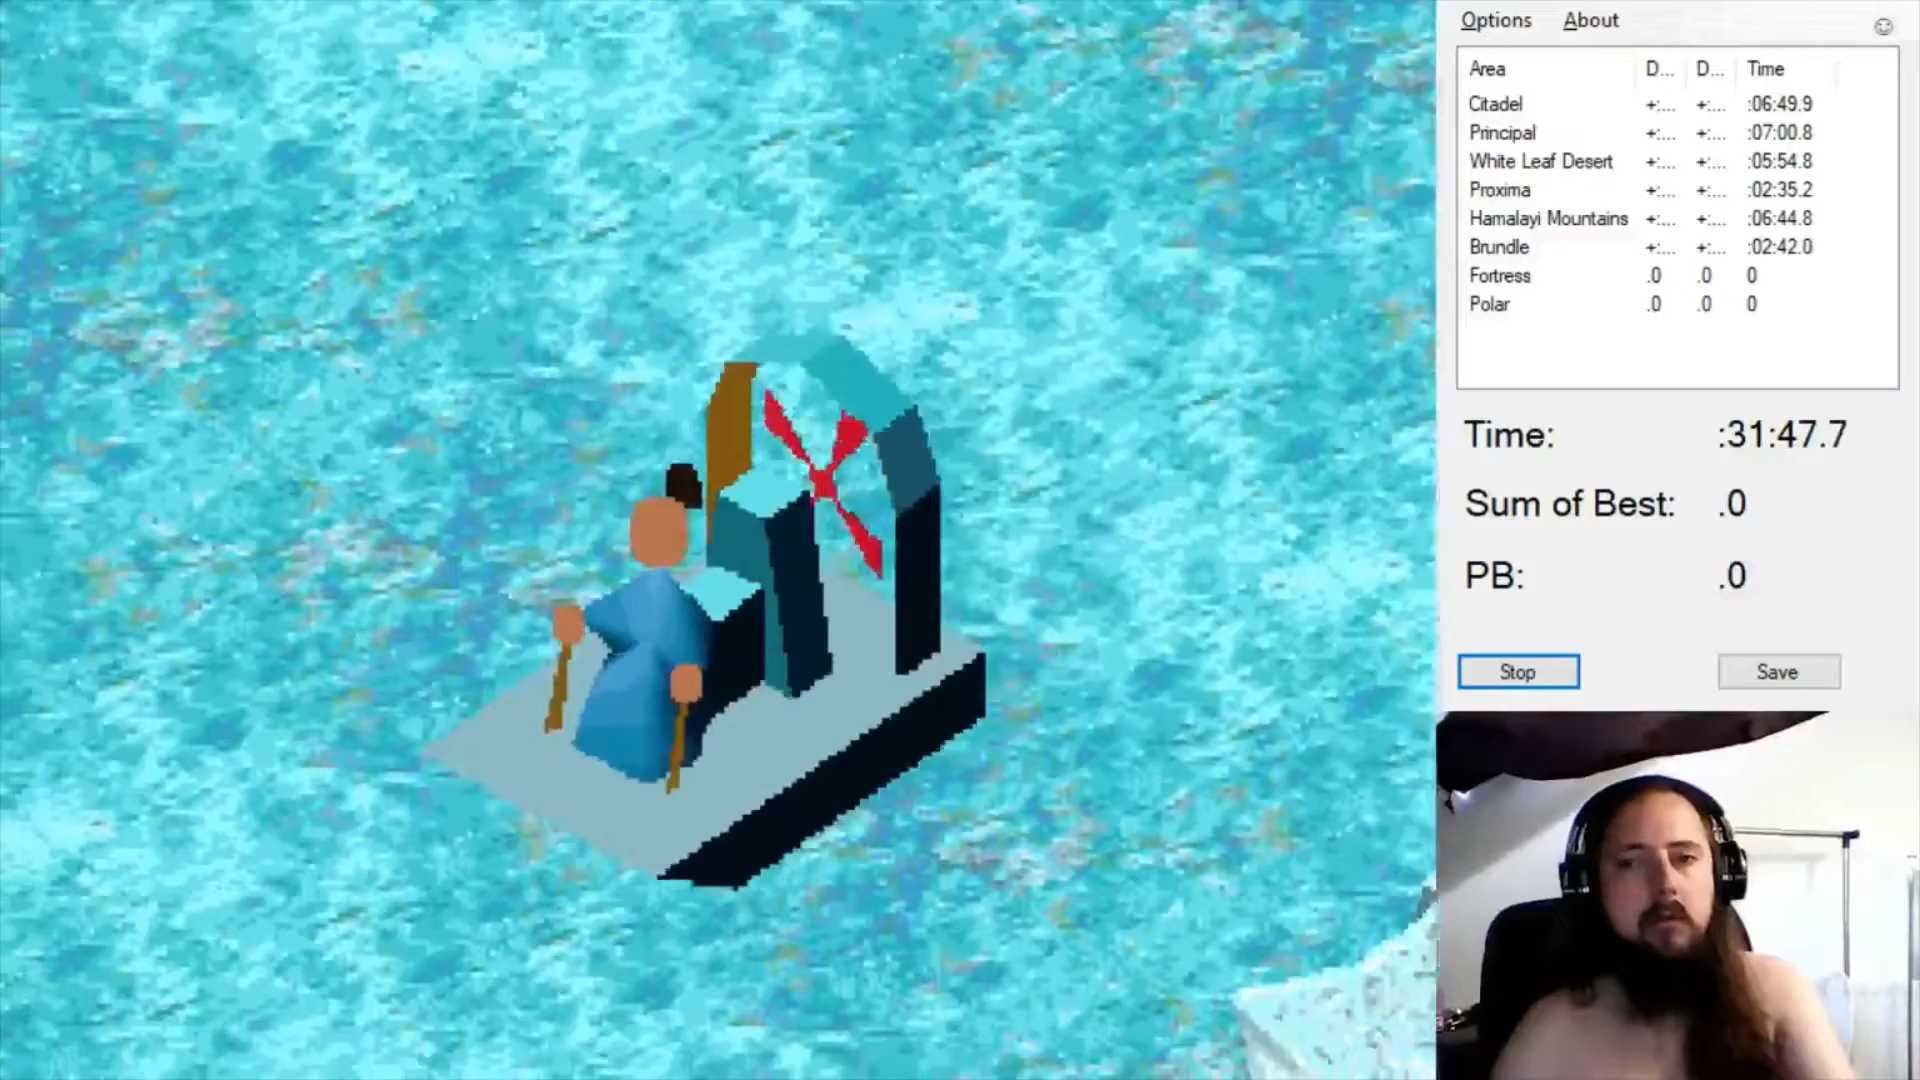 Options About
Area D... D... Time
Citadel +:... +:... :06:49.9
Principal +:... +:... :07:00.8
White Leaf Desert +:... +:... :05:54.8
Proxima +:... +:... :02:35.2
Hamalayi Mountains +:... +:... :06:44.8
Brundle +:... +:... :02:42.0
Fortress .0 .0 0
Polar .0 .0 0
Time: :31:47.7
Sum of Best: .0
PB: .0
Stop Save